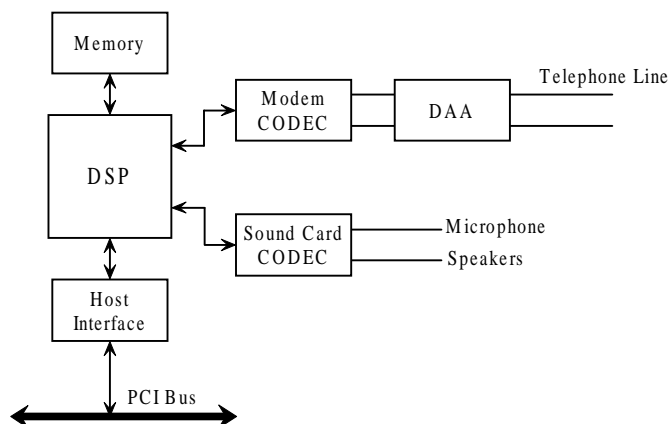 Memory
Telephone Line
Modem
CODEC
DAA
DSP
Sound Card
CODEC
Microphone
Speakers
Host
Interface
PCI Bus